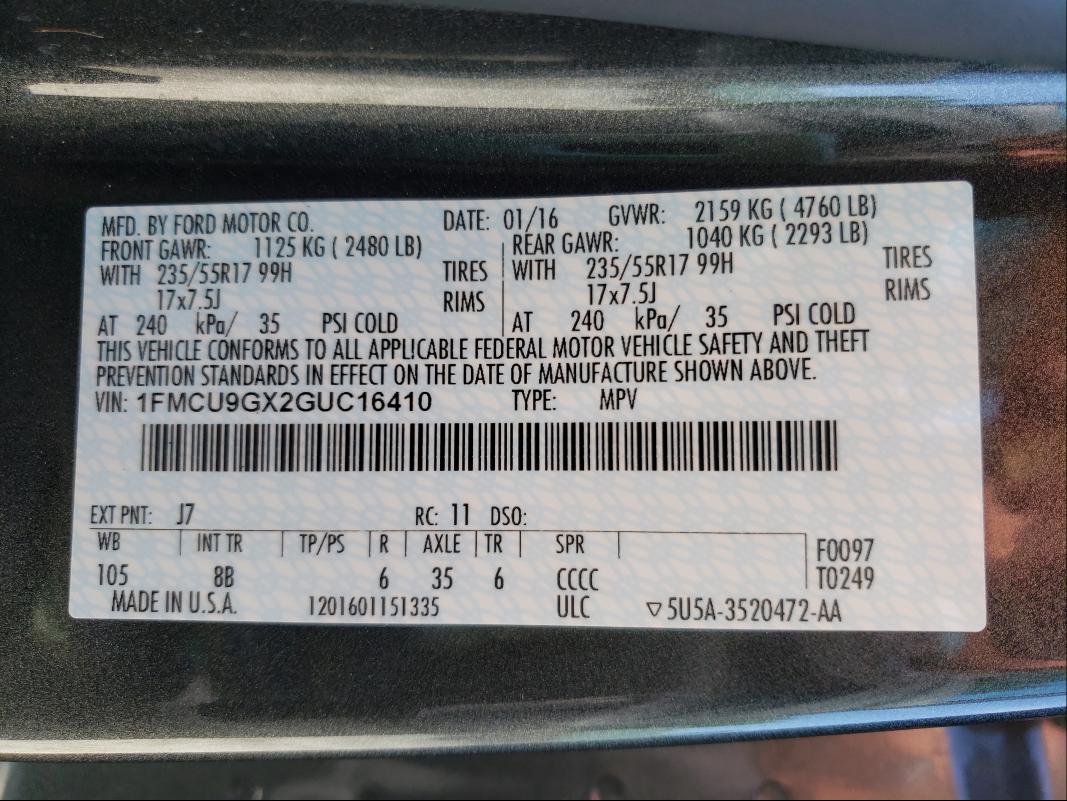 MFD. BY FORD MOTOR CO. DATE: 01/16 GVWR: 2159 KG ( 4760 LB)
FRONT GAWR: 1125 KG ( 2480 LB) REAR GAWR: 1040 KG ( 2293 LB)
WITH 235/55R17 99H TIRES WITH 235/55R17 99H TIRES
17x7.5J RIMS 17x7.5J RIMS
AT 240 kPa/ 35 PSI COLD AT 240 kPa/ 35 PSI COLD
THIS VEHICLE CONFORMS TO ALL APPLICABLE FEDERAL MOTOR VEHICLE SAFETY AND THEFT
PREVENTION STANDARDS IN EFFECT ON THE DATE OF MANUFACTURE SHOWN ABOVE.
VIN: 1FMCU9GX2GUC16410 TYPE: MPV
EXT PNT: J7 RC: 11 DSO:
WB INT TR TP/PS R AXLE TR SPR F0097
105 8B 6 35 6 CCCC T0249
MADE IN U.S.A. 1201601151335 ULC ▽5U5A-3520472-AA